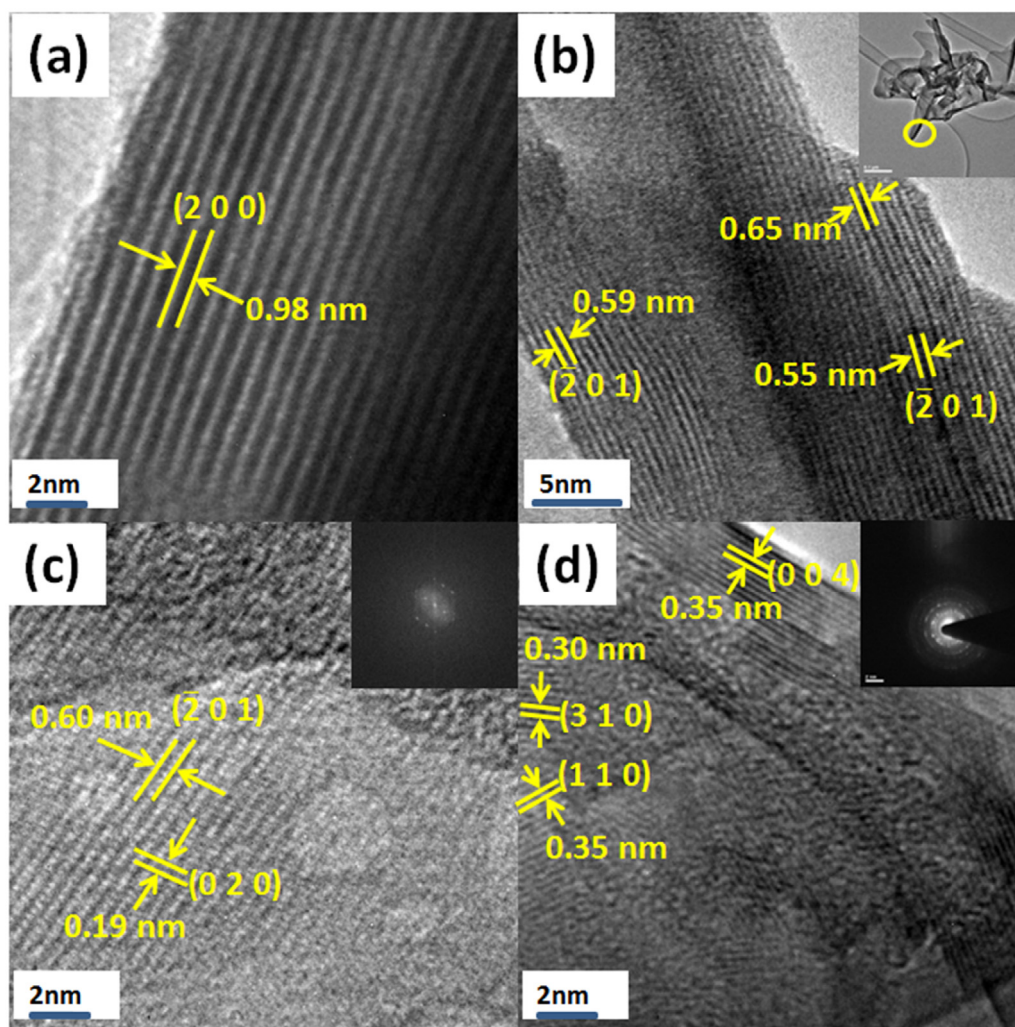 (a)
(2 0 0)
0.98 nm
2nm
(b)
0.65 nm
0.59 nm
(2̅ 0 1)
0.55 nm
(2̅ 0 1)
5nm
(c)
0.60 nm
(2̅ 0 1)
(0 2 0)
0.19 nm
2nm
(d)
(0 0 4)
0.35 nm
0.30 nm
(3 1 0)
(1 1 0)
0.35 nm
2nm